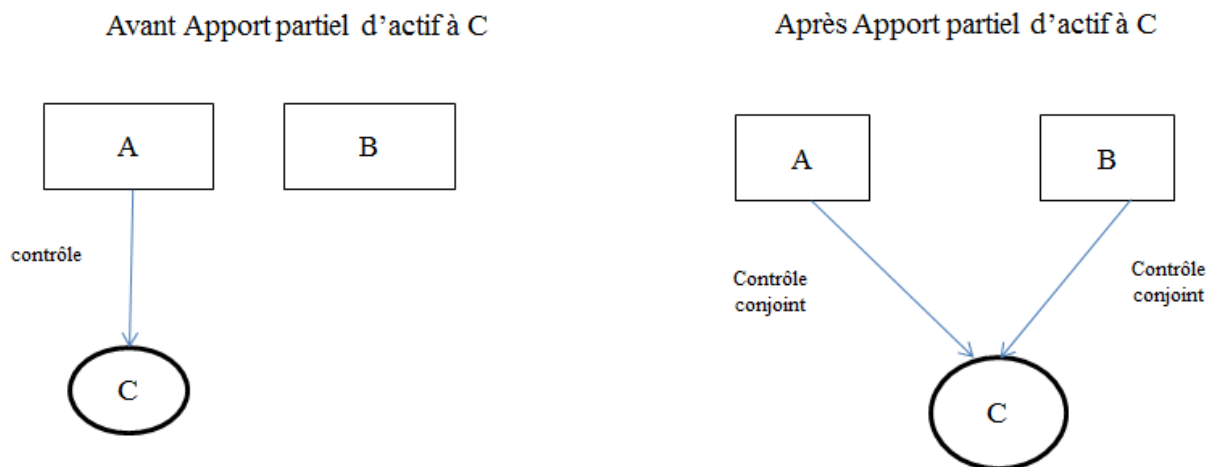 Avant Apport partiel d'actif à C
Après Apport partiel d'actif à C
A
B
contrôle
C
A
B
Contrôle
conjoint
Contrôle
conjoint
C